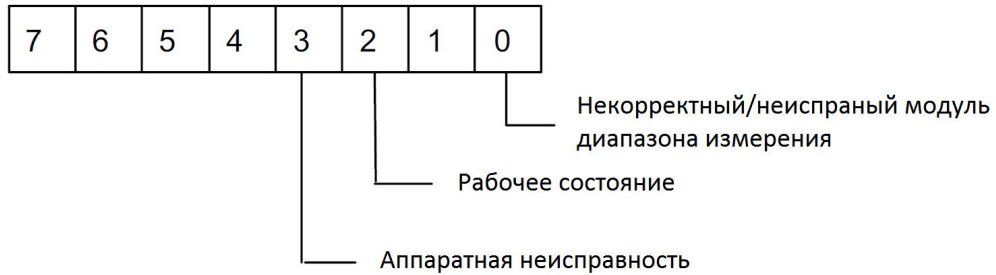 7 6 5 4 3 2 1 0
Некорректный/неиспраный модуль
диапазона измерения
Рабочее состояние
Аппаратная неисправность